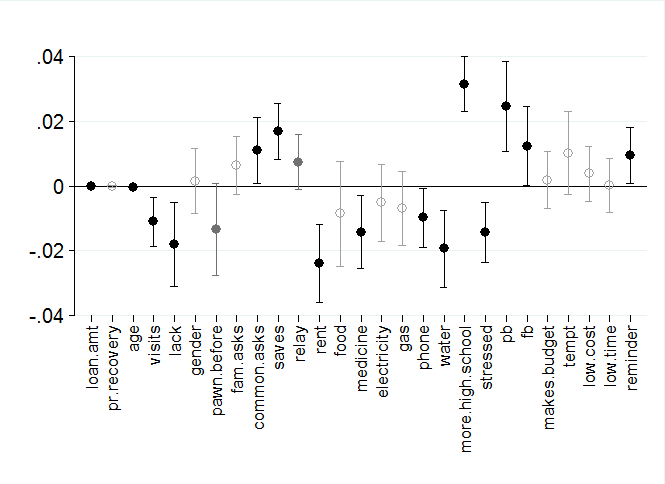 .04
.02
0
-.02
-.04
loan.amt
pr.recovery
age
visits
lack
gender
pawn.before
fam.asks
common.asks
saves
relay
rent
food
medicine
electricity
gas
phone
water
more.high.school
stressed
pb
fb
makes.budget
tempt
low.cost
low.time
reminder